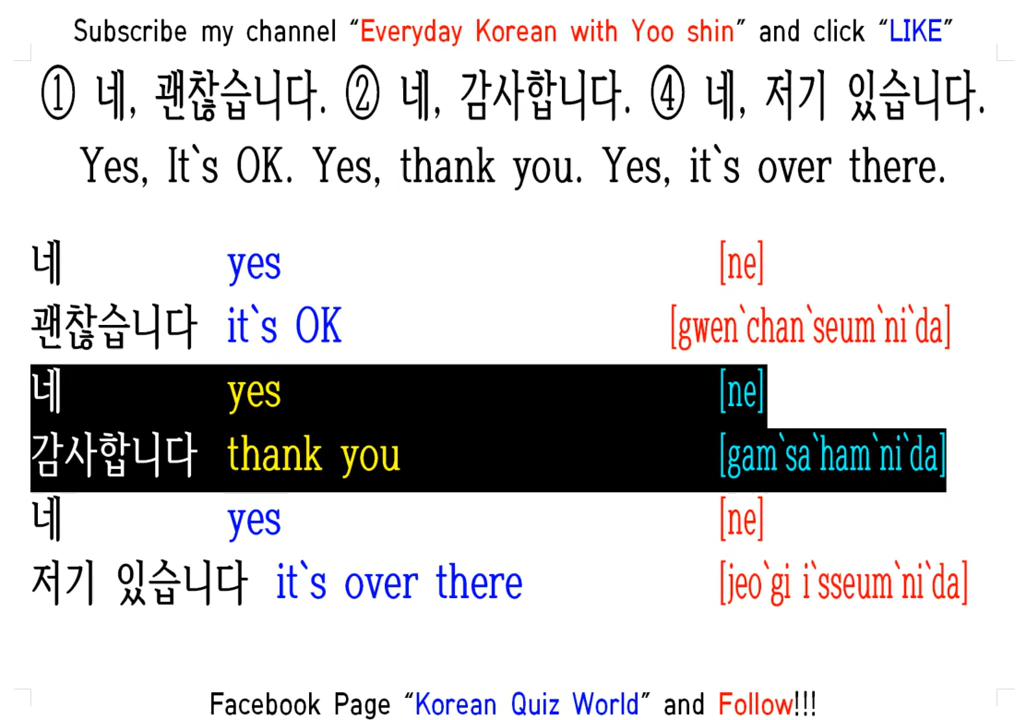 Subscribe my channel “Everyday Korean with Yoo shin” and click “LIKE”
① 네, 괜찮습니다. ② 네, 감사합니다. ④ 네, 저기 있습니다.
Yes, It`s OK. Yes, thank you. Yes, it`s over there.
네 yes [ne]
괜찮습니다 it`s OK [gwen`chan`seum`ni`da]
네 yes [ne]
감사합니다 thank you [gam`sa`ham`ni`da]
네 yes [ne]
저기 있습니다 it`s over there [jeo`gi i`sseum`ni`da]
Facebook Page “Korean Quiz World” and Follow!!!